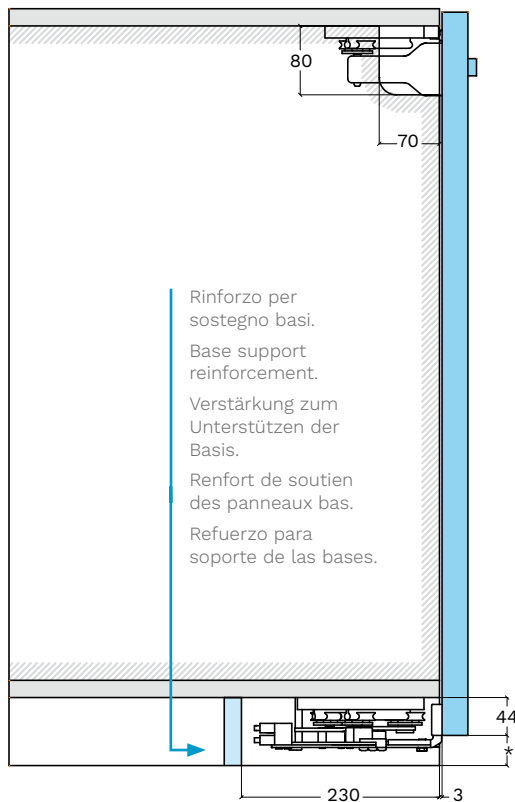 80
70
Rinforzo per
sostegno basi.
Base support
reinforcement.
Verstärkung zum
Unterstützen der
Basis.
Renfort de soutien
des panneaux bas.
Refuerzo para
soporte de las bases.
44
*
230
3